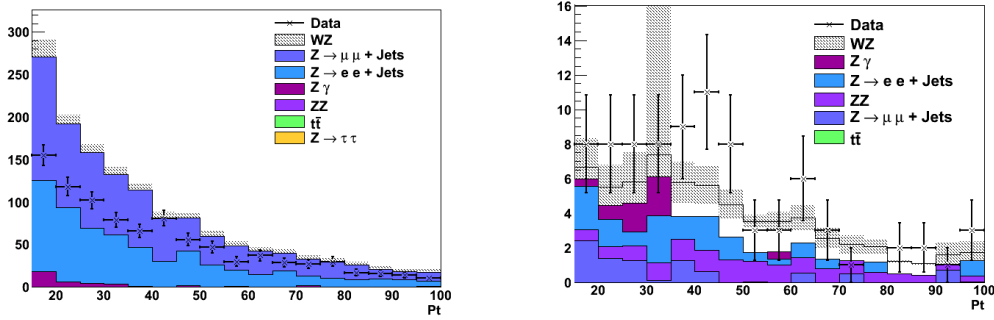 300
250
200
150
100
50
0
Data
WZ
Z → μ μ + Jets
Z → e e + Jets
Z γ
ZZ
tt̄
Z → τ τ
20 30 40 50 60 70 80 90 100
Pt
16
14
12
10
8
6
4
2
0
Data
WZ
Z γ
Z → e e + Jets
ZZ
Z → μ μ + Jets
tt̄
20 30 40 50 60 70 80 90 100
Pt